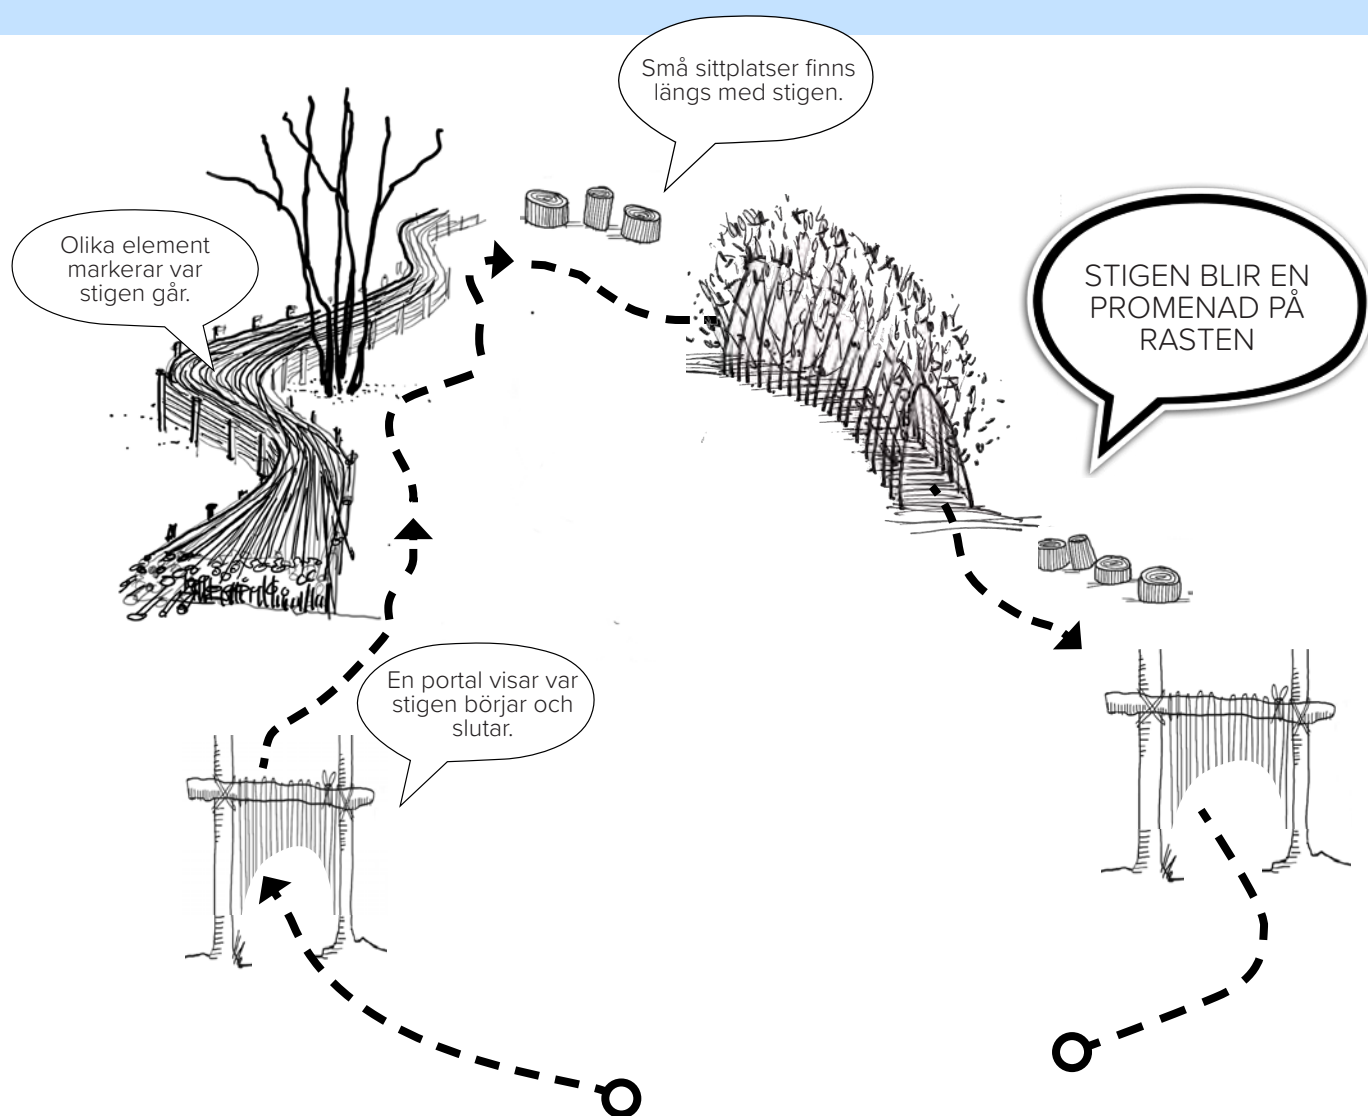 Små sittplatser finns
längs med stigen.
Olika element
markerar var
stigen går.
STIGEN BLIR EN
PROMENAD PÅ
RASTEN
En portal visar var
stigen börjar och
slutar.